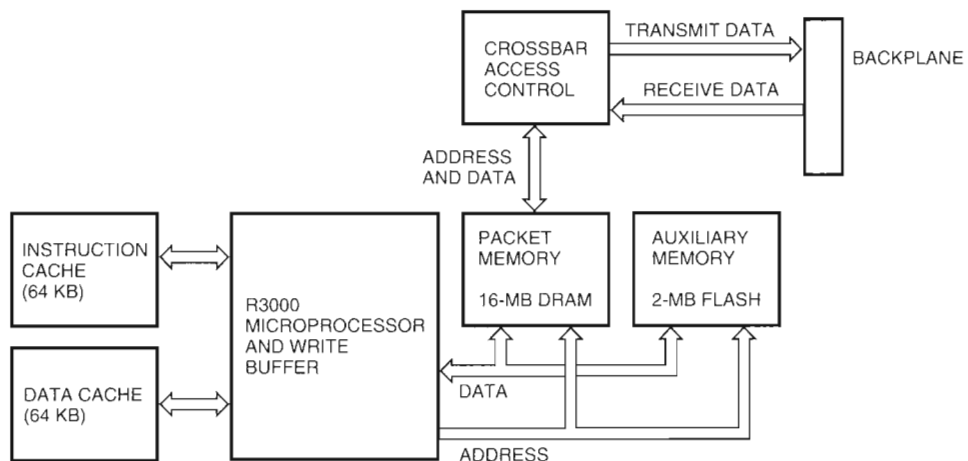 CROSSBAR
ACCESS
CONTROL
TRANSMIT DATA
RECEIVE DATA
BACKPLANE
ADDRESS
AND DATA
INSTRUCTION
CACHE
(64 KB)
DATA CACHE
(64 KB)
R3000
MICROPROCESSOR
AND WRITE
BUFFER
PACKET
MEMORY
16-MB DRAM
AUXILIARY
MEMORY
2-MB FLASH
DATA
ADDRESS